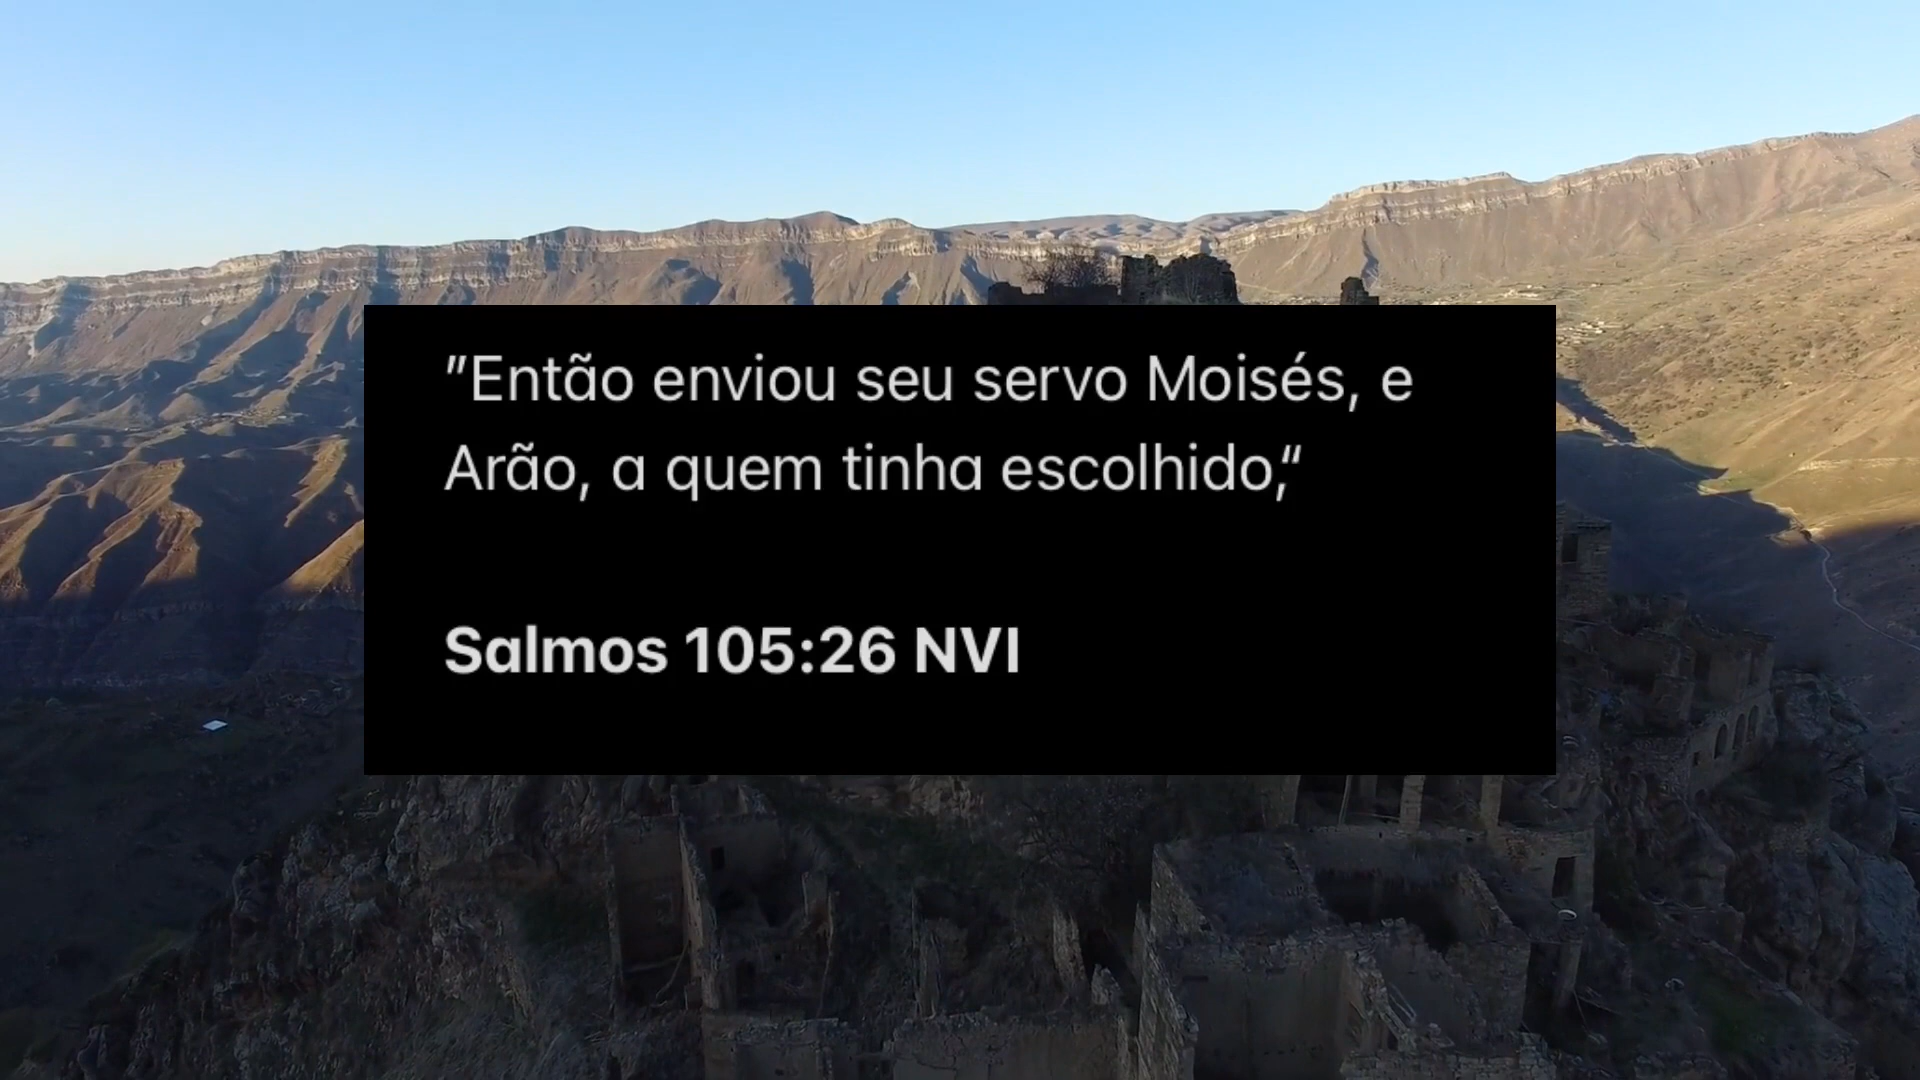 "Então enviou seu servo Moisés, e
Arão, a quem tinha escolhido,“
Salmos 105:26 NVI